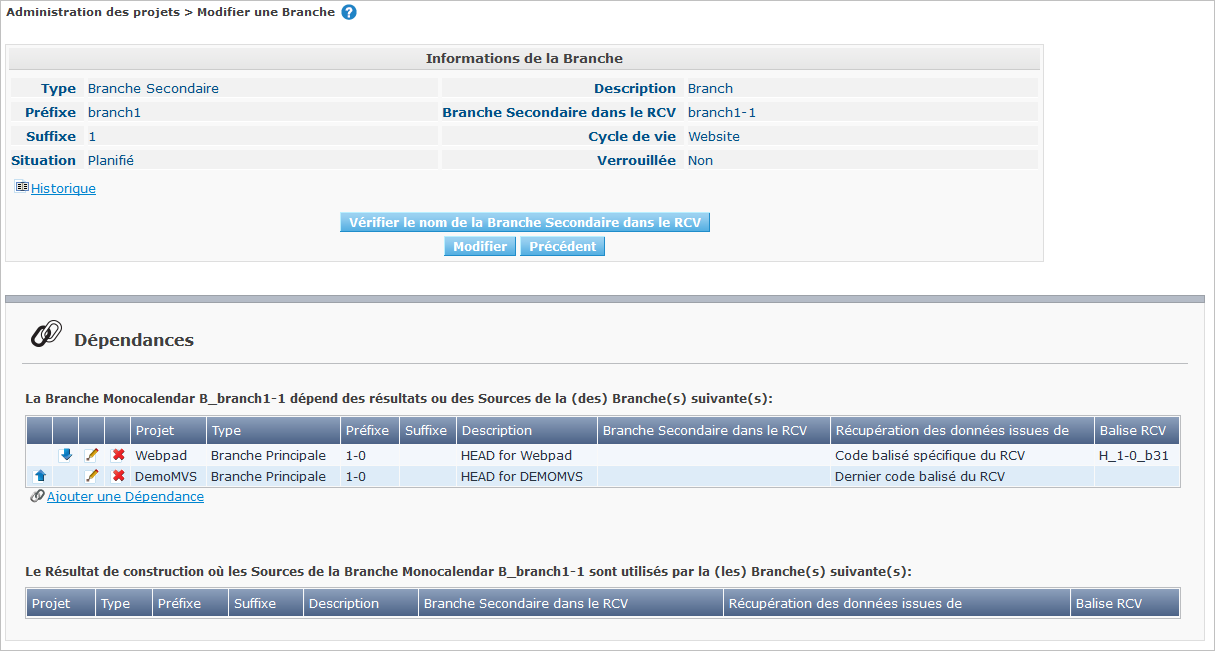 Administration des projets > Modifier une Branche ?
Informations de la Branche
Type Branche Secondaire Description Branch
Préfixe branch1 Branche Secondaire dans le RCV branch1-1
Suffixe 1 Cycle de vie Website
Situation Planifié Verrouillée Non
Historique
Vérifier le nom de la Branche Secondaire dans le RCV
Modifier Précédent
Dépendances
La Branche Monocalendar B_branch1-1 dépend des résultats ou des Sources de la (des) Branche(s) suivante(s):
Projet Type Préfixe Suffixe Description Branche Secondaire dans le RCV Récupération des données issues de Balise RCV
Webpad Branche Principale 1-0 HEAD for Webpad Code balisé spécifique du RCV H_1-0_b31
DemoMVS Branche Principale 1-0 HEAD for DEMOMVS Dernier code balisé du RCV
Ajouter une Dépendance
Le Résultat de construction où les Sources de la Branche Monocalendar B_branch1-1 sont utilisés par la (les) Branche(s) suivante(s):
Projet Type Préfixe Suffixe Description Branche Secondaire dans le RCV Récupération des données issues de Balise RCV